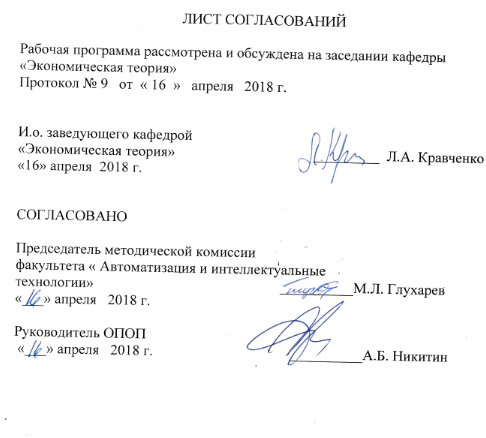 ЛИСТ СОГЛАСОВАНИЙ
Рабочая программа рассмотрена и обсуждена на заседании кафедры
«Экономическая теория»
Протокол № 9 от « 16 » апреля 2018 г.
И.о. заведующего кафедрой
«Экономическая теория»
«16» апреля 2018 г.
Л.А. Кравченко
СОГЛАСОВАНО
Председатель методической комиссии
факультета « Автоматизация и интеллектуальные
технологии»
М.Л. Глухарев
«16» апреля 2018 г.
Руководитель ОПОП
«16» апреля 2018 г.
А.Б. Никитин